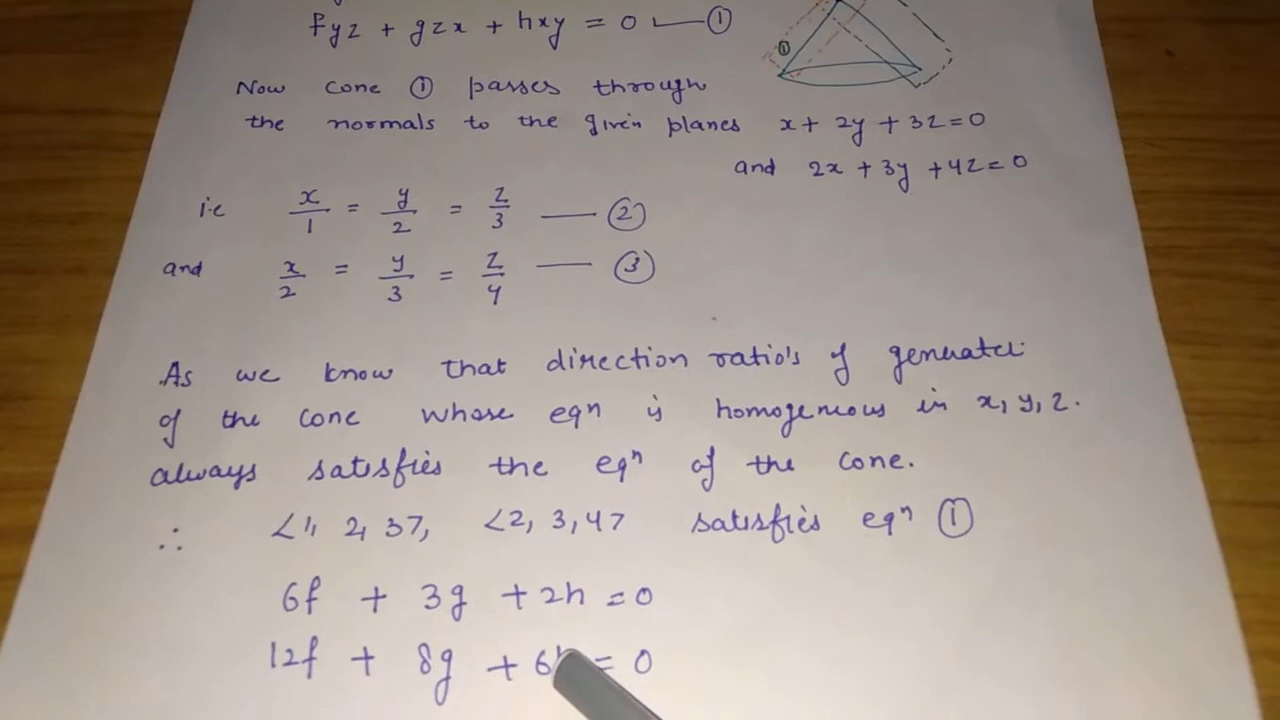 fyz + gzx + hxy = 0 — ①
①
Now cone ① passes through
the normals to the given planes x + 2y + 3z = 0
and 2x + 3y + 4z = 0
i.e x/1 = y/2 = z/3 — ②
and x/2 = y/3 = z/4 — ③
As we know that direction ratio's of generator
of the cone whose eqⁿ is homogeneous in x, y, z.
always satisfies the eqⁿ of the cone.
∴ <1, 2, 3>, <2, 3, 4> satisfies eqⁿ ①
6f + 3g + 2h = 0
12f + 8g + 6h = 0